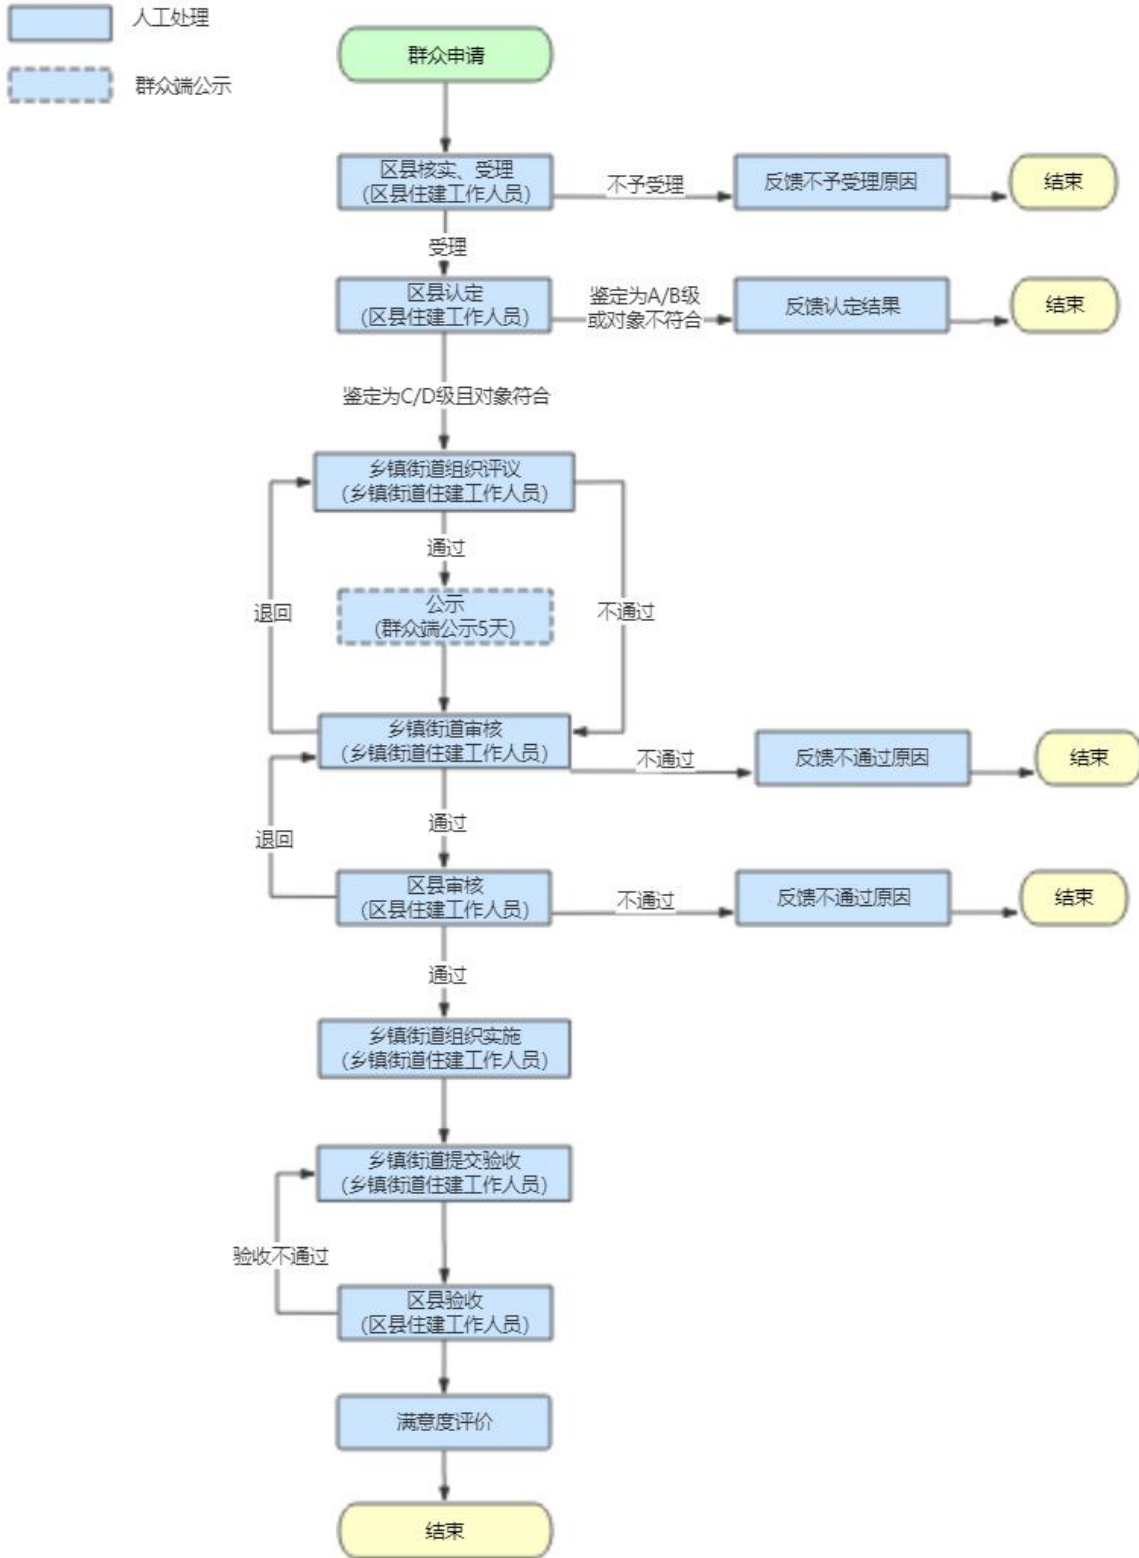 人工处理
群众端公示
群众申请
区县核实、受理
(区县住建工作人员)
不予受理
反馈不予受理原因
结束
受理
区县认定
(区县住建工作人员)
鉴定为A/B级
或对象不符合
反馈认定结果
结束
鉴定为C/D级且对象符合
乡镇街道组织评议
(乡镇街道住建工作人员)
通过
公示
(群众端公示5天)
退回
不通过
乡镇街道审核
(乡镇街道住建工作人员)
不通过
反馈不通过原因
结束
通过
退回
区县审核
(区县住建工作人员)
不通过
反馈不通过原因
结束
通过
乡镇街道组织实施
(乡镇街道住建工作人员)
乡镇街道提交验收
(乡镇街道住建工作人员)
验收不通过
区县验收
(区县住建工作人员)
满意度评价
结束